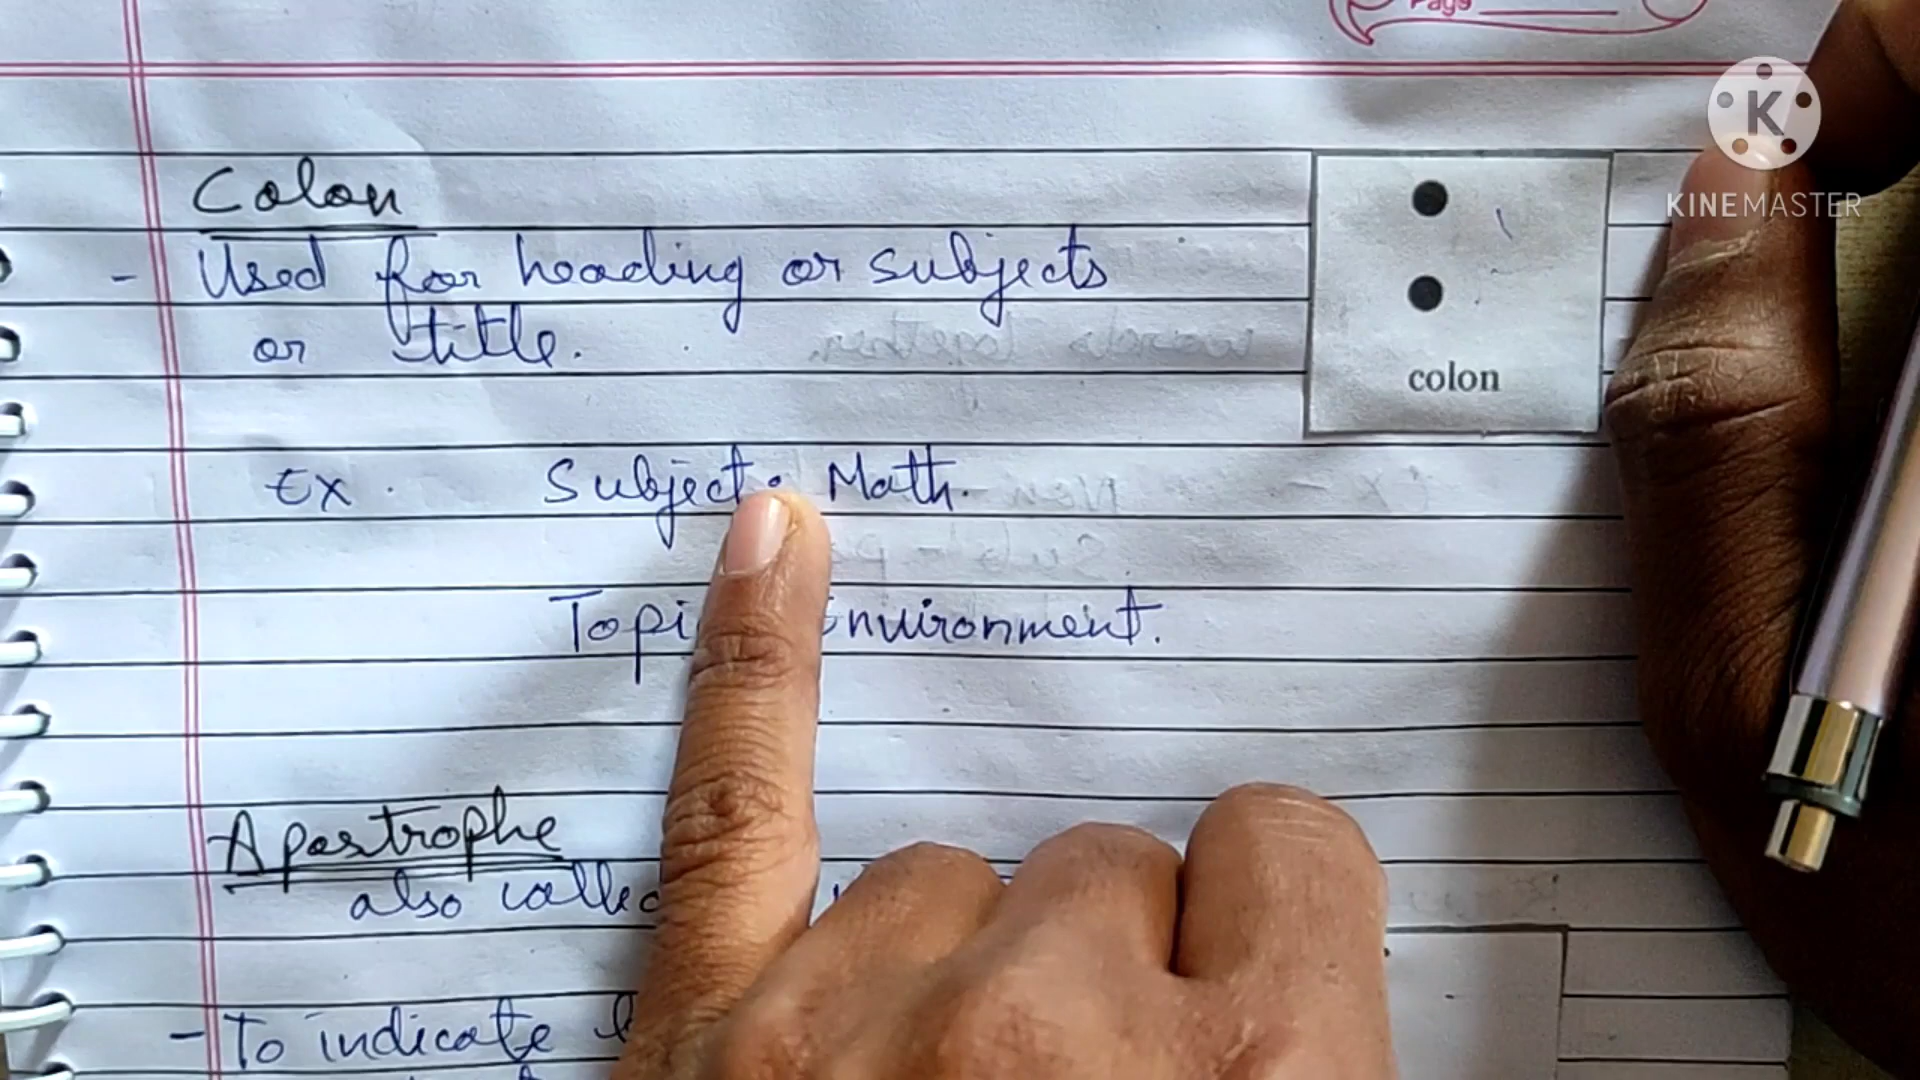 Page
K
KINEMASTER
Colon
- Used for heading or subjects
or title.
colon
Ex. Subject: Math.
Topi nvironment.
Apostrophe
also calle
- To indicate